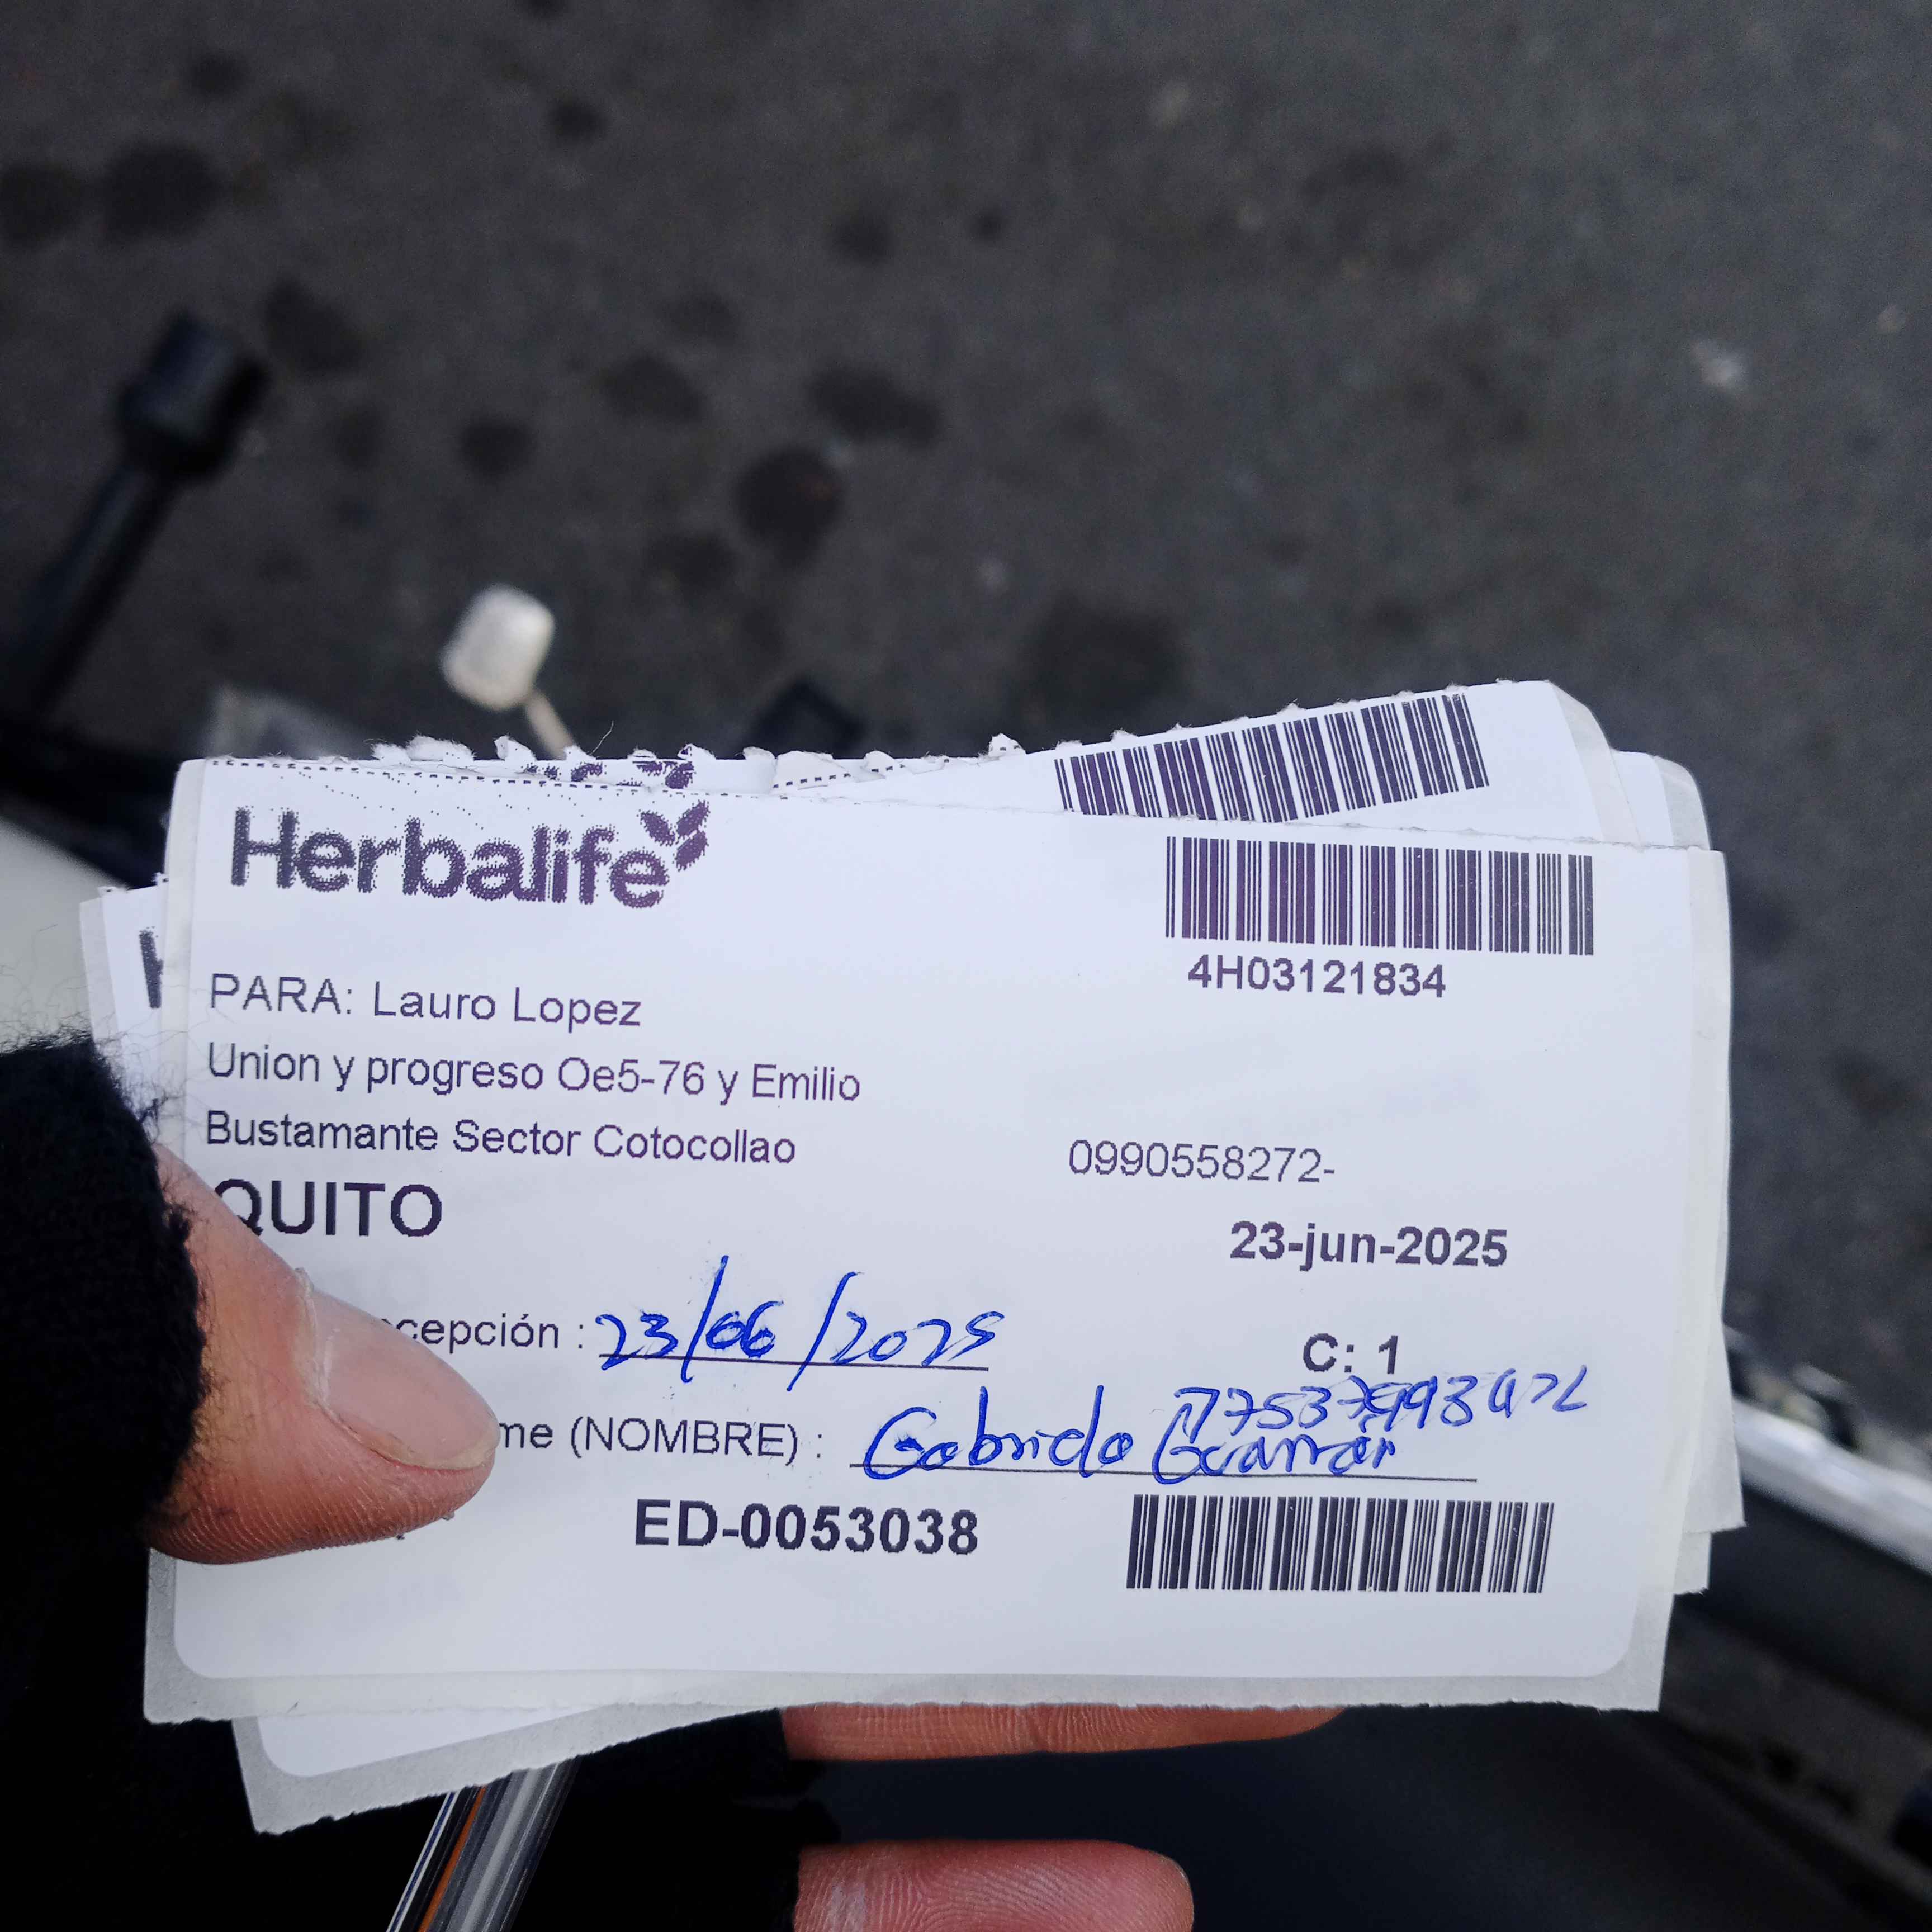 Herbalife
4H03121834
PARA: Lauro Lopez
Union y progreso Oe5-76 y Emilio
Bustamante Sector Cotocollao
0990558272-
QUITO
23-jun-2025
cepción : 23/06/2025
C: 1
me (NOMBRE) :
ED-0053038